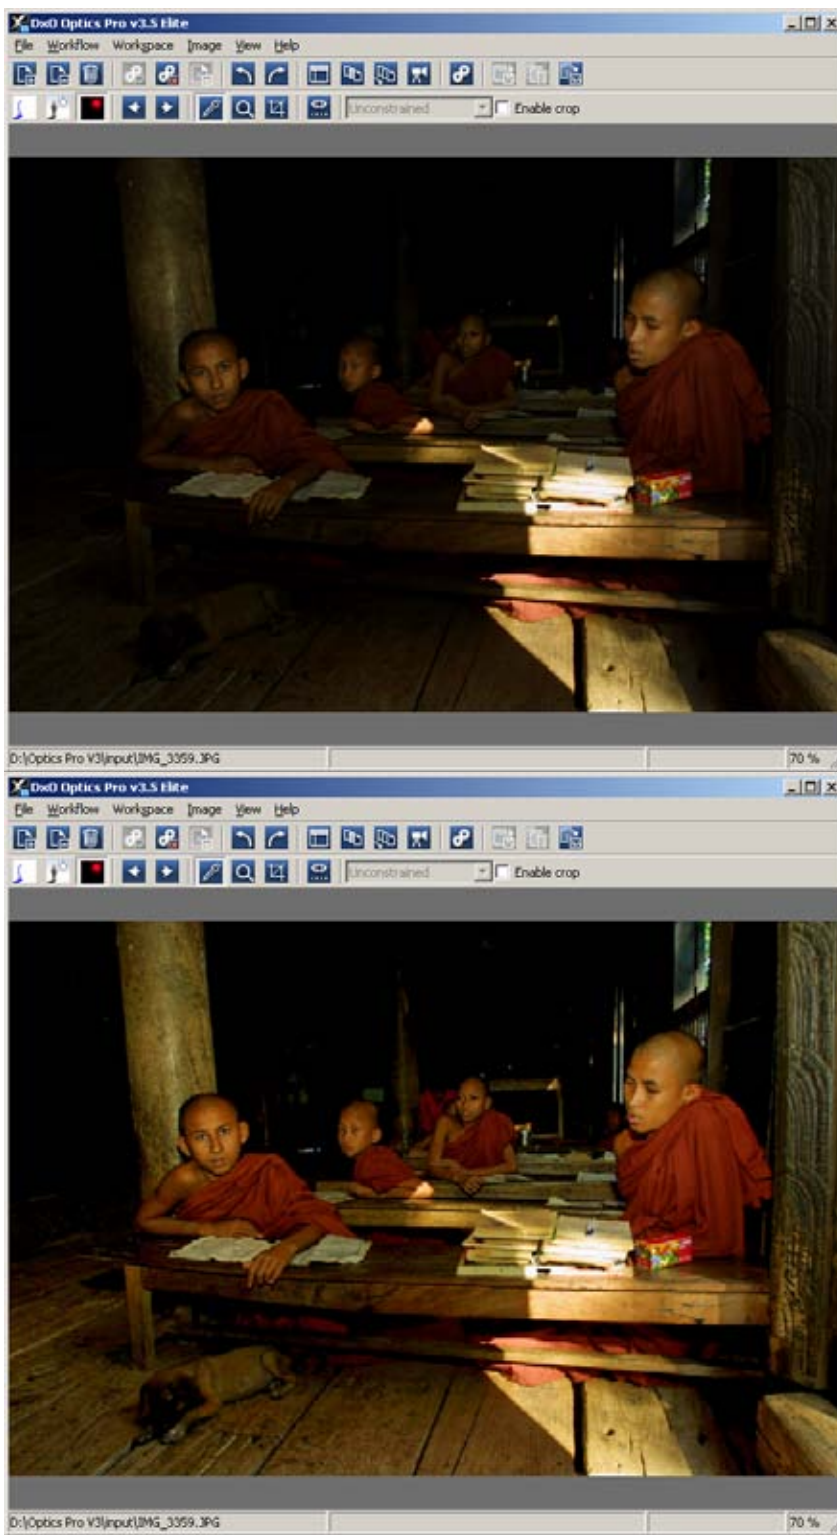 DxO Optics Pro v3.5 Elite
File Workflow Workspace Image View Help
Unconstrained Enable crop
D:\Optics Pro V3\input\IMG_3359.JPG 70 %
DxO Optics Pro v3.5 Elite
File Workflow Workspace Image View Help
Unconstrained Enable crop
D:\Optics Pro V3\input\IMG_3359.JPG 70 %